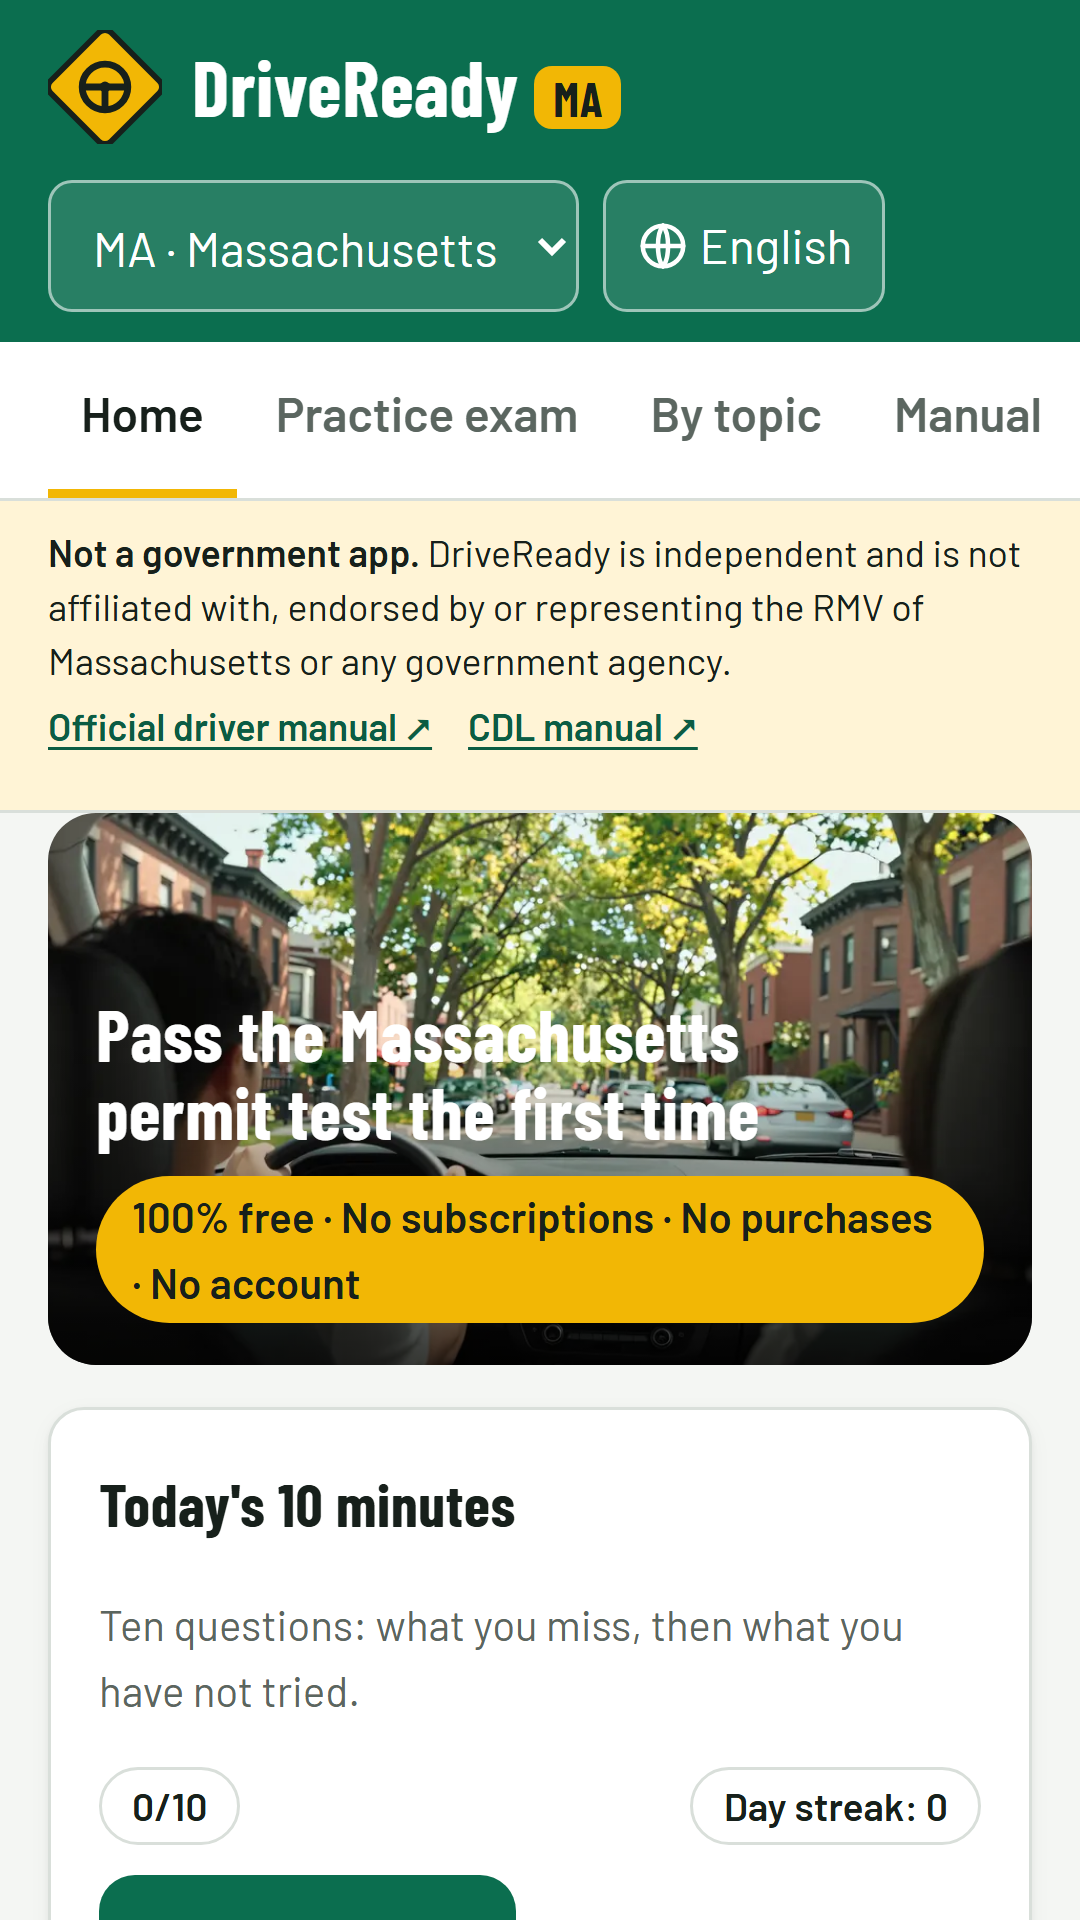 DriveReady MA
MA · Massachusetts
English
Home Practice exam By topic Manual
Not a government app. DriveReady is independent and is not
affiliated with, endorsed by or representing the RMV of
Massachusetts or any government agency.
Official driver manual ↗ CDL manual ↗
Pass the Massachusetts
permit test the first time
100% free · No subscriptions · No purchases
· No account
Today's 10 minutes
Ten questions: what you miss, then what you
have not tried.
0/10 Day streak: 0